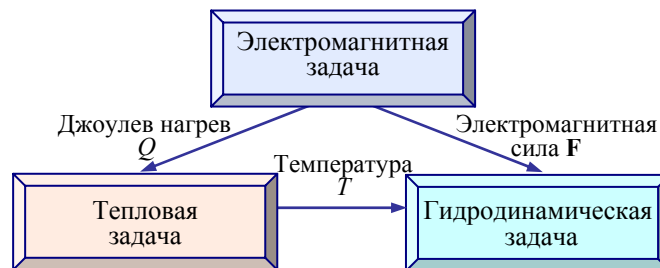 Электромагнитная
задача
Джоулев нагрев
Q
Электромагнитная
сила F
Температура
T
Тепловая
задача
Гидродинамическая
задача